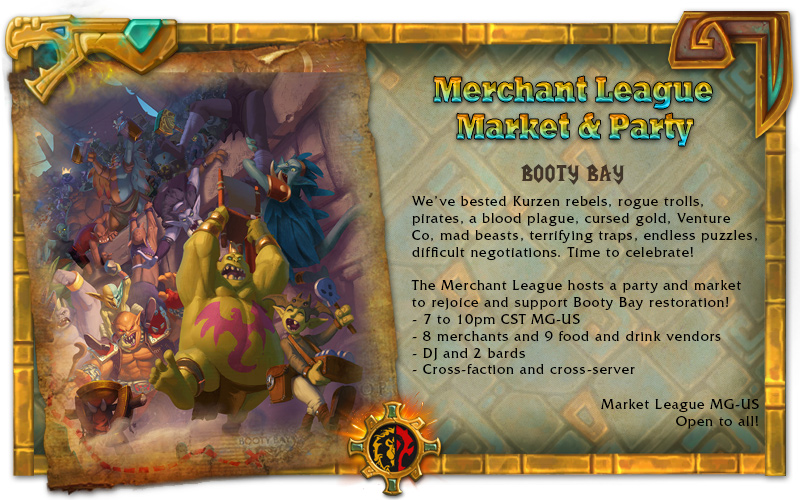 Merchant League
Market & Party
BOOTY BAY
We've bested Kurzen rebels, rogue trolls,
pirates, a blood plague, cursed gold, Venture
Co, mad beasts, terrifying traps, endless puzzles,
difficult negotiations. Time to celebrate!
The Merchant League hosts a party and market
to rejoice and support Booty Bay restoration!
- 7 to 10pm CST MG-US
- 8 merchants and 9 food and drink vendors
- DJ and 2 bards
- Cross-faction and cross-server
Market League MG-US
Open to all!
BOOTY BAY